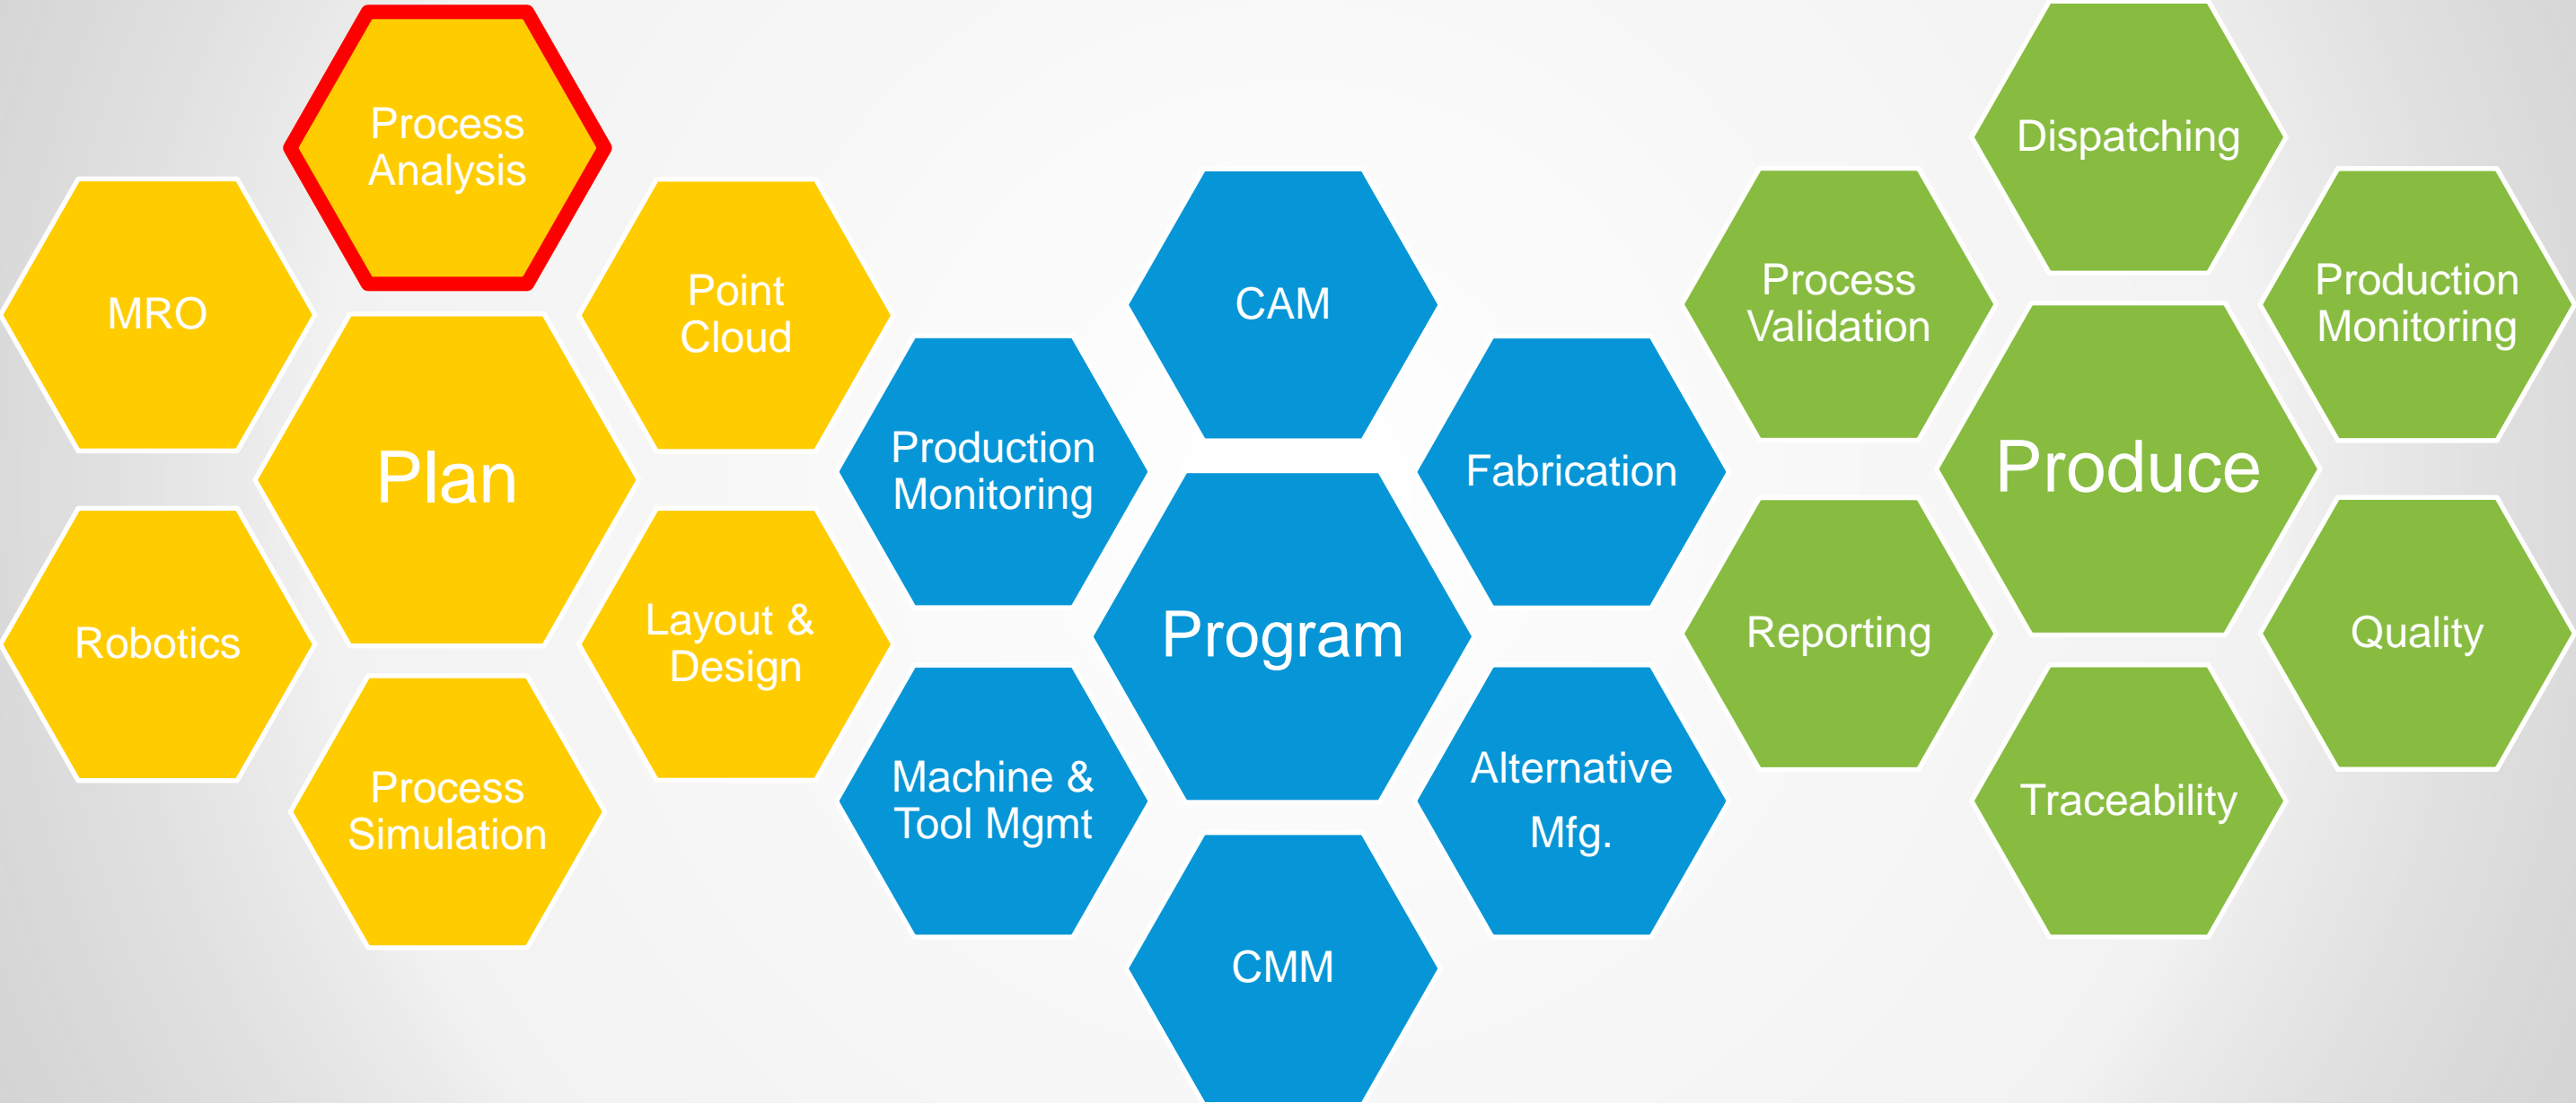 Process
Analysis
MRO
Point
Cloud
Plan
Robotics
Layout &
Design
Process
Simulation
CAM
Production
Monitoring
Fabrication
Program
Machine &
Tool Mgmt
Alternative
Mfg.
CMM
Dispatching
Process
Validation
Production
Monitoring
Produce
Reporting
Quality
Traceability